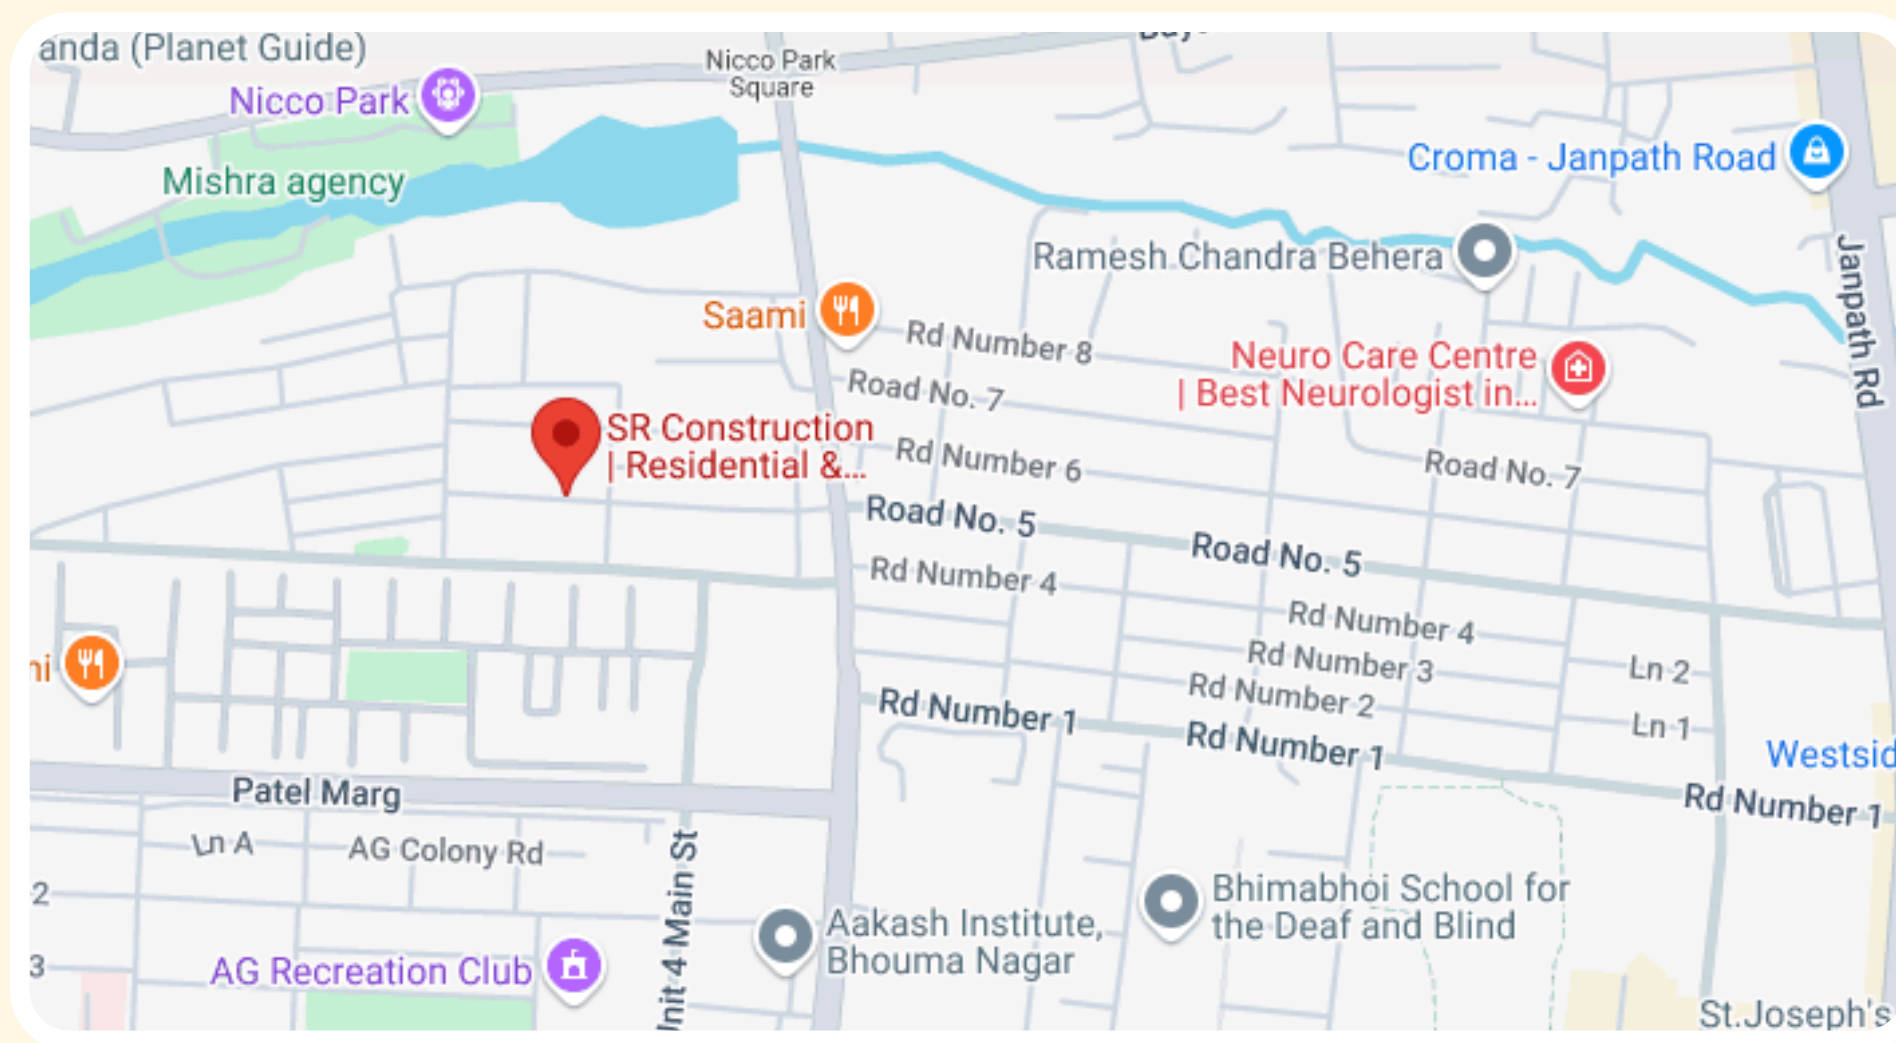 anda (Planet Guide)
Nicco Park
Square
Nicco Park
Croma - Janpath Road
Mishra agency
Ramesh Chandra Behera
Janpath Rd
Saami
Rd Number 8
Neuro Care Centre
| Best Neurologist in...
Road No. 7
SR Construction
| Residential &...
Rd Number 6
Road No. 7
Road No. 5
Road No. 5
Rd Number 4
Rd Number 4
Rd Number 3
Ln 2
ni
Rd Number 2
Rd Number 1
Ln 1
Rd Number 1
Westsid
Patel Marg
Rd Number 1
Ln A
AG Colony Rd
2
Unit 4 Main St
Bhimabhoi School for
the Deaf and Blind
Aakash Institute,
Bhouma Nagar
3
AG Recreation Club
St.Joseph's